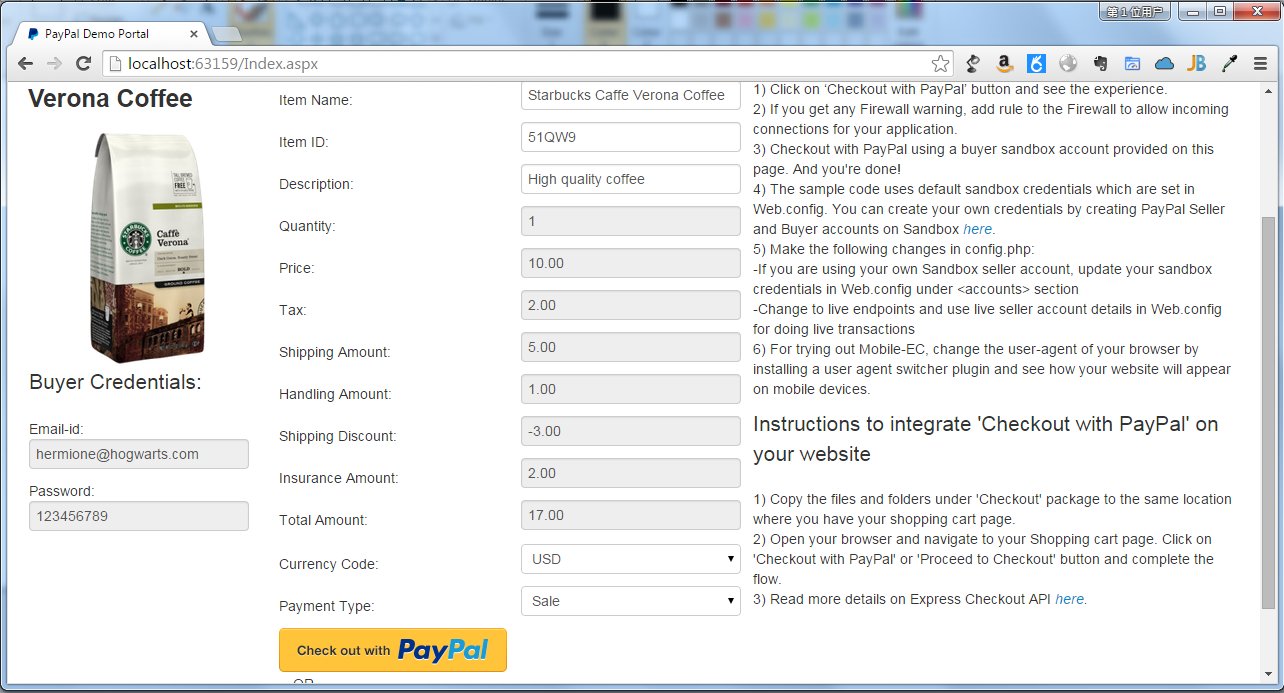 第 1 位用户
PayPal Demo Portal
localhost:63159/Index.aspx
Verona Coffee
STARBUCKS
Caffè
Verona
BOLD
GROUND COFFEE
Buyer Credentials:
Email-id:
hermione@hogwarts.com
Password:
123456789
Item Name: Starbucks Caffe Verona Coffee
Item ID: 51QW9
Description: High quality coffee
Quantity: 1
Price: 10.00
Tax: 2.00
Shipping Amount: 5.00
Handling Amount: 1.00
Shipping Discount: -3.00
Insurance Amount: 2.00
Total Amount: 17.00
Currency Code: USD
Payment Type: Sale
Check out with PayPal
OR
1) Click on ‘Checkout with PayPal’ button and see the experience.
2) If you get any Firewall warning, add rule to the Firewall to allow incoming
connections for your application.
3) Checkout with PayPal using a buyer sandbox account provided on this
page. And you're done!
4) The sample code uses default sandbox credentials which are set in
Web.config. You can create your own credentials by creating PayPal Seller
and Buyer accounts on Sandbox here.
5) Make the following changes in config.php:
-If you are using your own Sandbox seller account, update your sandbox
credentials in Web.config under <accounts> section
-Change to live endpoints and use live seller account details in Web.config
for doing live transactions
6) For trying out Mobile-EC, change the user-agent of your browser by
installing a user agent switcher plugin and see how your website will appear
on mobile devices.
Instructions to integrate 'Checkout with PayPal' on
your website
1) Copy the files and folders under 'Checkout' package to the same location
where you have your shopping cart page.
2) Open your browser and navigate to your Shopping cart page. Click on
'Checkout with PayPal' or 'Proceed to Checkout' button and complete the
flow.
3) Read more details on Express Checkout API here.